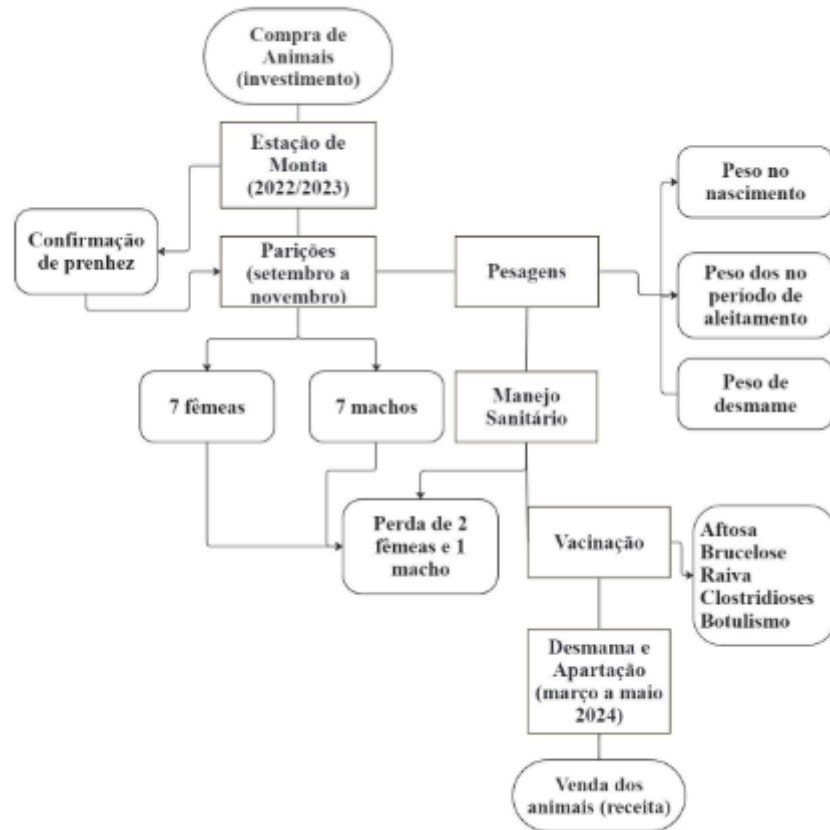 Compra de
Animais
(investimento)
Estação de
Monta
(2022/2023)
Confirmação
de prenhez
Parições
(setembro a
novembro)
Pesagens
Peso no
nascimento
Peso dos no
período de
aleitamento
Peso de
desmame
7 fêmeas
7 machos
Manejo
Sanitário
Perda de 2
fêmeas e 1
macho
Vacinação
Aftosa
Brucelose
Raiva
Clostridioses
Botulismo
Desmama e
Apartação
(março a maio
2024)
Venda dos
animais (receita)